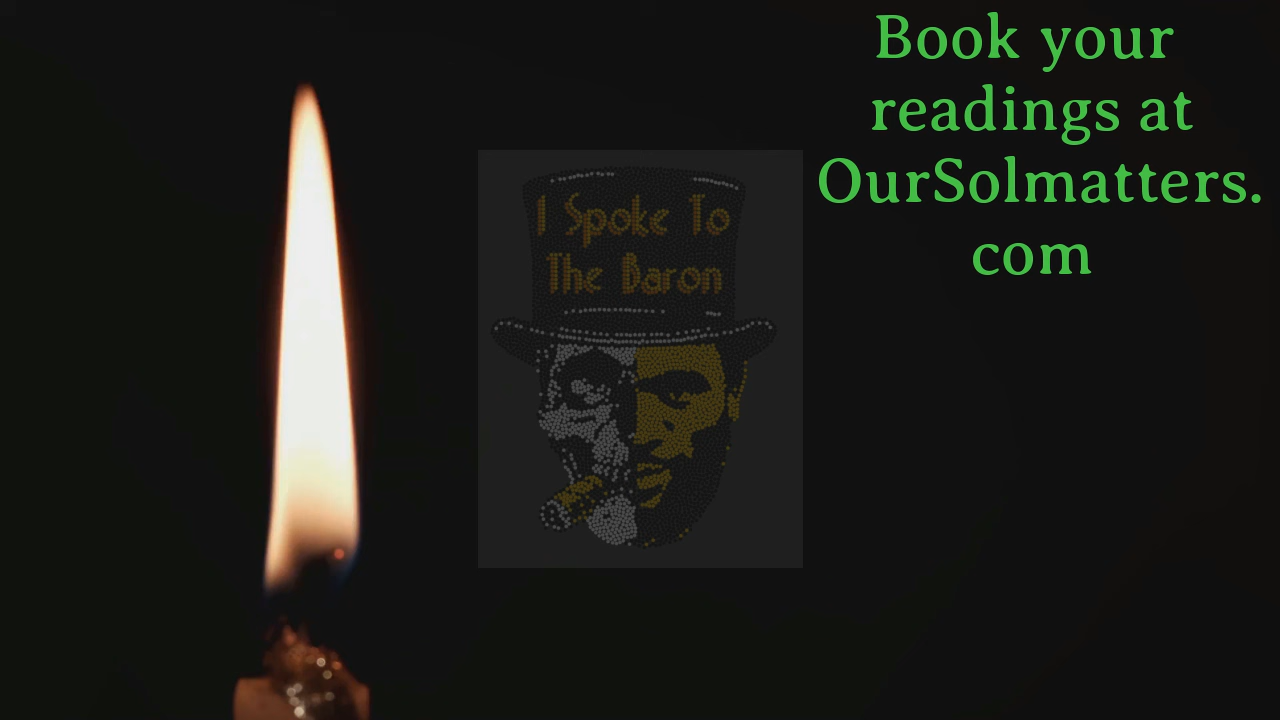 Book your
readings at
OurSolmatters.
com
I Spoke To
The Baron